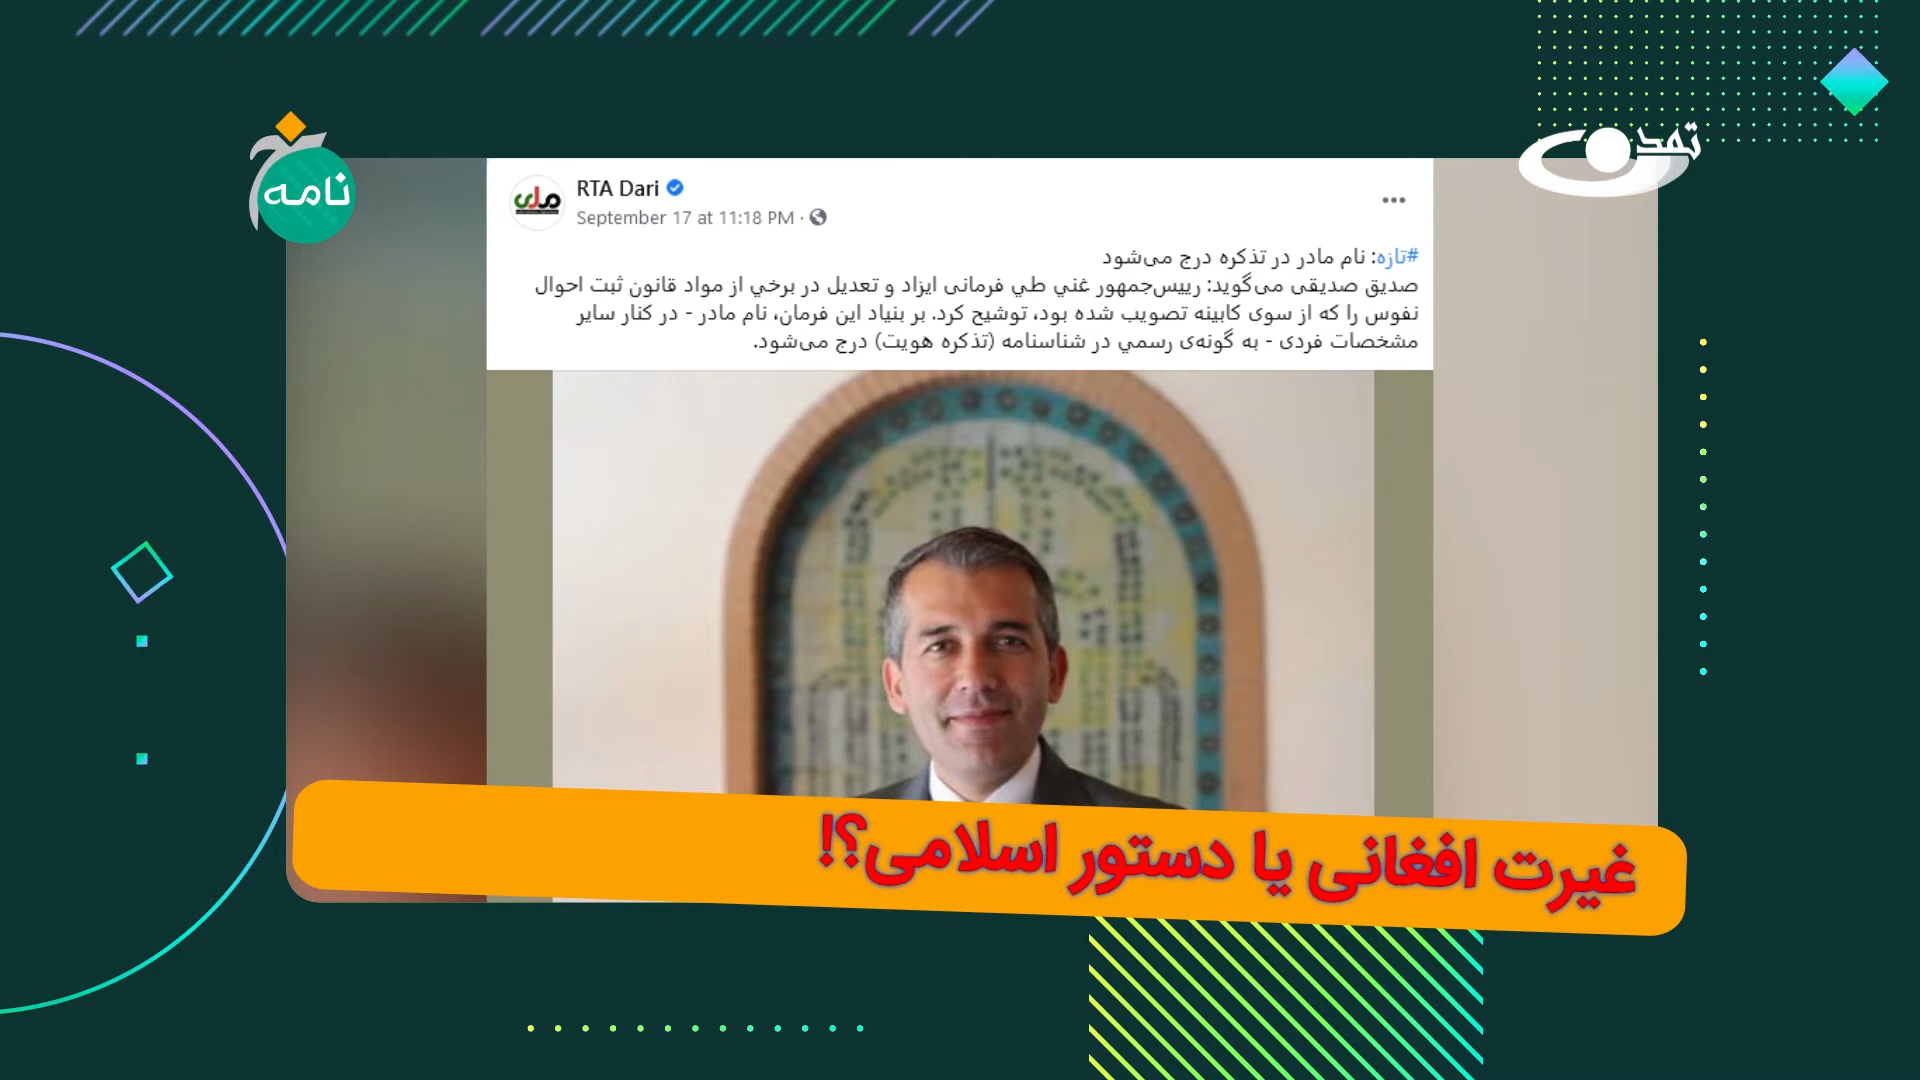 نامه
تمدن
ملی
RTA Dari
September 17 at 11:18 PM ·
#تازه: نام مادر در تذکره درج می‌شود
صدیق صدیقی می‌گوید: رییس‌جمهور غني طي فرمانی ایزاد و تعدیل در برخي از مواد قانون ثبت احوال
نفوس را که از سوی کابینه تصویب شده بود، توشیح کرد. بر بنیاد این فرمان، نام مادر - در کنار سایر
مشخصات فردی - به گونه‌ی رسمي در شناسنامه (تذکره هویت) درج می‌شود.
غیرت افغانی یا دستور اسلامی؟!